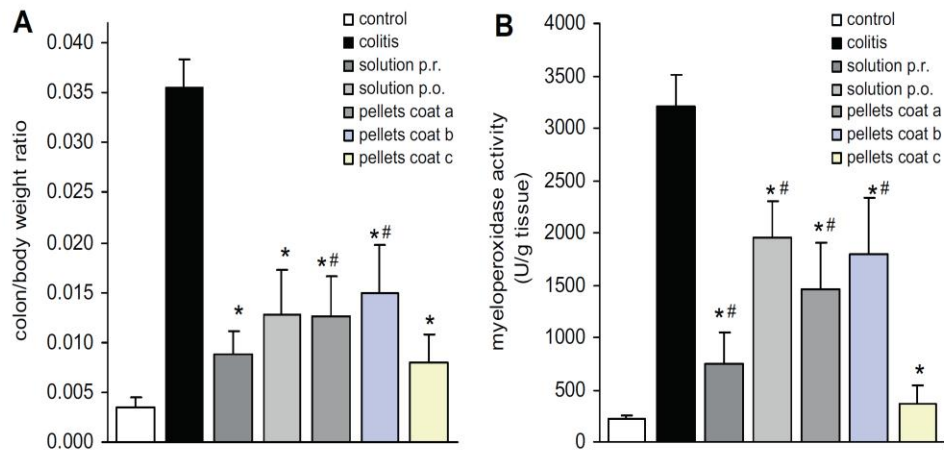 A
colon/body weight ratio
0.040
0.035
0.030
0.025
0.020
0.015
0.010
0.005
0.000
control
colitis
solution p.r.
solution p.o.
pellets coat a
pellets coat b
pellets coat c
*
*
*#
*#
*
B
myeloperoxidase activity
(U/g tissue)
4000
3500
3000
2500
2000
1500
1000
500
0
control
colitis
solution p.r.
solution p.o.
pellets coat a
pellets coat b
pellets coat c
*#
*#
*#
*#
*